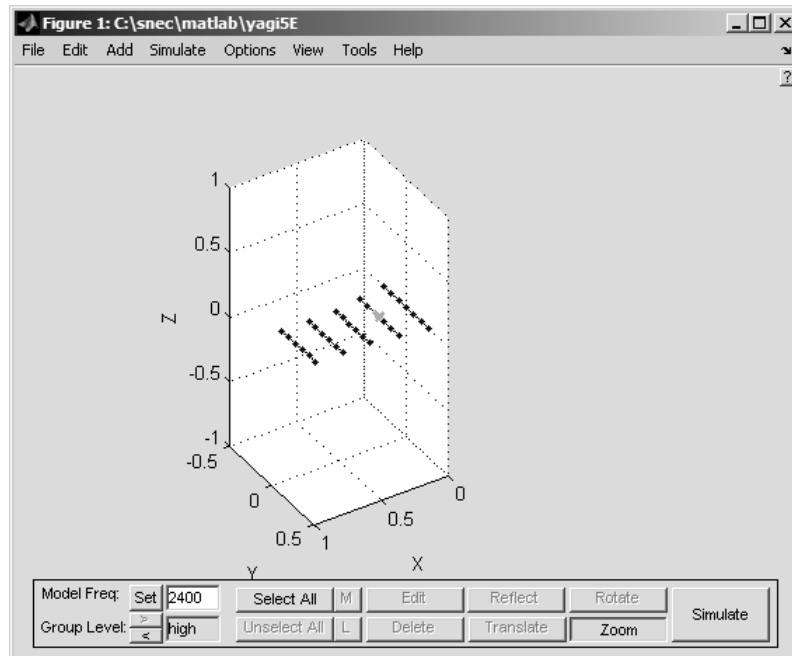 Figure 1: C:\snec\matlab\yagi5E
File Edit Add Simulate Options View Tools Help
?
1
0.5
0
-0.5
-1
Z
-0.5
0
0.5
Y
1
0.5
0
X
Model Freq: Set 2400 Select All M Edit Reflect Rotate Simulate
Group Level: > < high Unselect All L Delete Translate Zoom